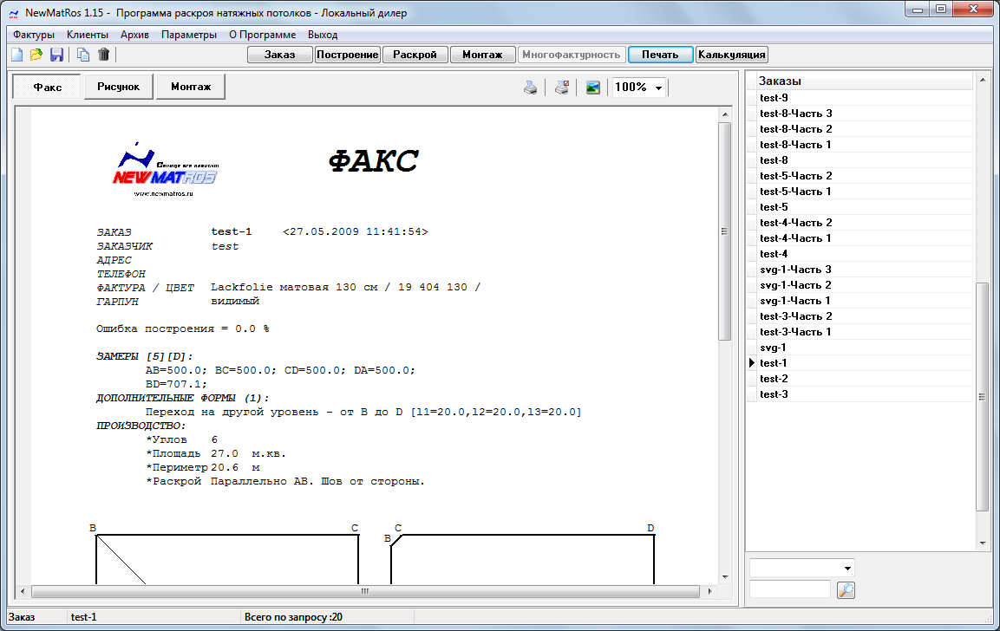 NewMatRos 1.15 - Программа раскроя натяжных потолков - Локальный дилер
Фактуры Клиенты Архив Параметры О Программе Выход
Заказ Построение Раскрой Монтаж Многофактурность Печать Калькуляция
Факс Рисунок Монтаж 100%
NEWMATROS
www.newmatros.ru
ФАКС
ЗАКАЗ test-1 <27.05.2009 11:41:54>
ЗАКАЗЧИК test
АДРЕС
ТЕЛЕФОН
ФАКТУРА / ЦВЕТ Lackfolie матовая 130 см / 19 404 130 /
ГАРПУН видимый
Ошибка построения = 0.0 %
ЗАМЕРЫ [5][D]:
AB=500.0; BC=500.0; CD=500.0; DA=500.0;
BD=707.1;
ДОПОЛНИТЕЛЬНЫЕ ФОРМЫ (1):
Переход на другой уровень - от B до D [l1=20.0,l2=20.0,l3=20.0]
ПРОИЗВОДСТВО:
*Углов 6
*Площадь 27.0 м.кв.
*Периметр 20.6 м
*Раскрой Параллельно AB. Шов от стороны.
B C C D
B
Заказы
test-9
test-8-Часть 3
test-8-Часть 2
test-8-Часть 1
test-8
test-5-Часть 2
test-5-Часть 1
test-5
test-4-Часть 2
test-4-Часть 1
test-4
svg-1-Часть 3
svg-1-Часть 2
svg-1-Часть 1
test-3-Часть 2
test-3-Часть 1
svg-1
test-1
test-2
test-3
Заказ test-1 Всего по запросу :20